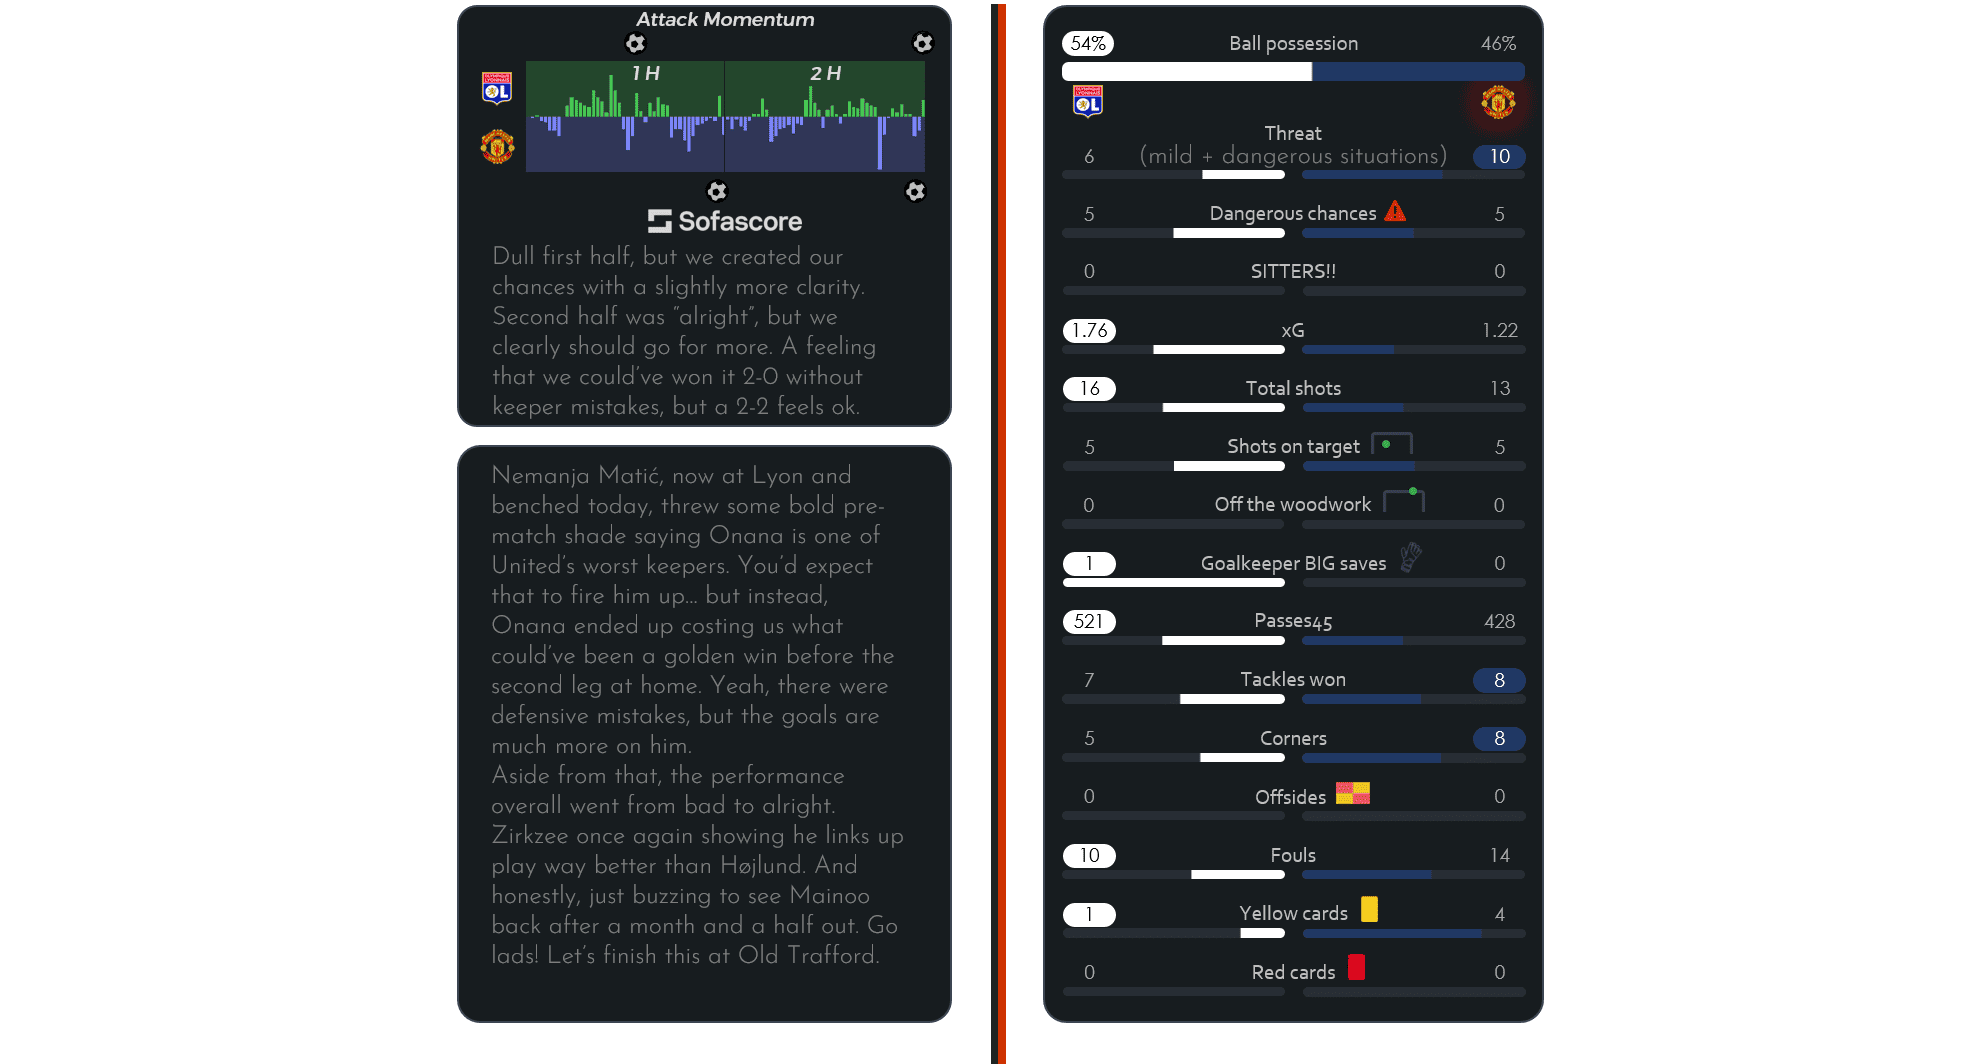 Attack Momentum
1 H
2 H
OLYMPIQUE LYONNAIS
OL
Sofascore
Dull first half, but we created our
chances with a slightly more clarity.
Second half was "alright", but we
clearly should go for more. A feeling
that we could've won it 2-0 without
keeper mistakes, but a 2-2 feels ok.
Nemanja Matić, now at Lyon and
benched today, threw some bold pre-
match shade saying Onana is one of
United's worst keepers. You'd expect
that to fire him up... but instead,
Onana ended up costing us what
could've been a golden win before the
second leg at home. Yeah, there were
defensive mistakes, but the goals are
much more on him.
Aside from that, the performance
overall went from bad to alright.
Zirkzee once again showing he links up
play way better than Højlund. And
honestly, just buzzing to see Mainoo
back after a month and a half out. Go
lads! Let's finish this at Old Trafford.
54% Ball possession 46%
OLYMPIQUE LYONNAIS
OL
Threat
6 (mild + dangerous situations) 10
5 Dangerous chances 5
0 SITTERS!! 0
1.76 xG 1.22
16 Total shots 13
5 Shots on target 5
0 Off the woodwork 0
1 Goalkeeper BIG saves 0
521 Passes45 428
7 Tackles won 8
5 Corners 8
0 Offsides 0
10 Fouls 14
1 Yellow cards 4
0 Red cards 0